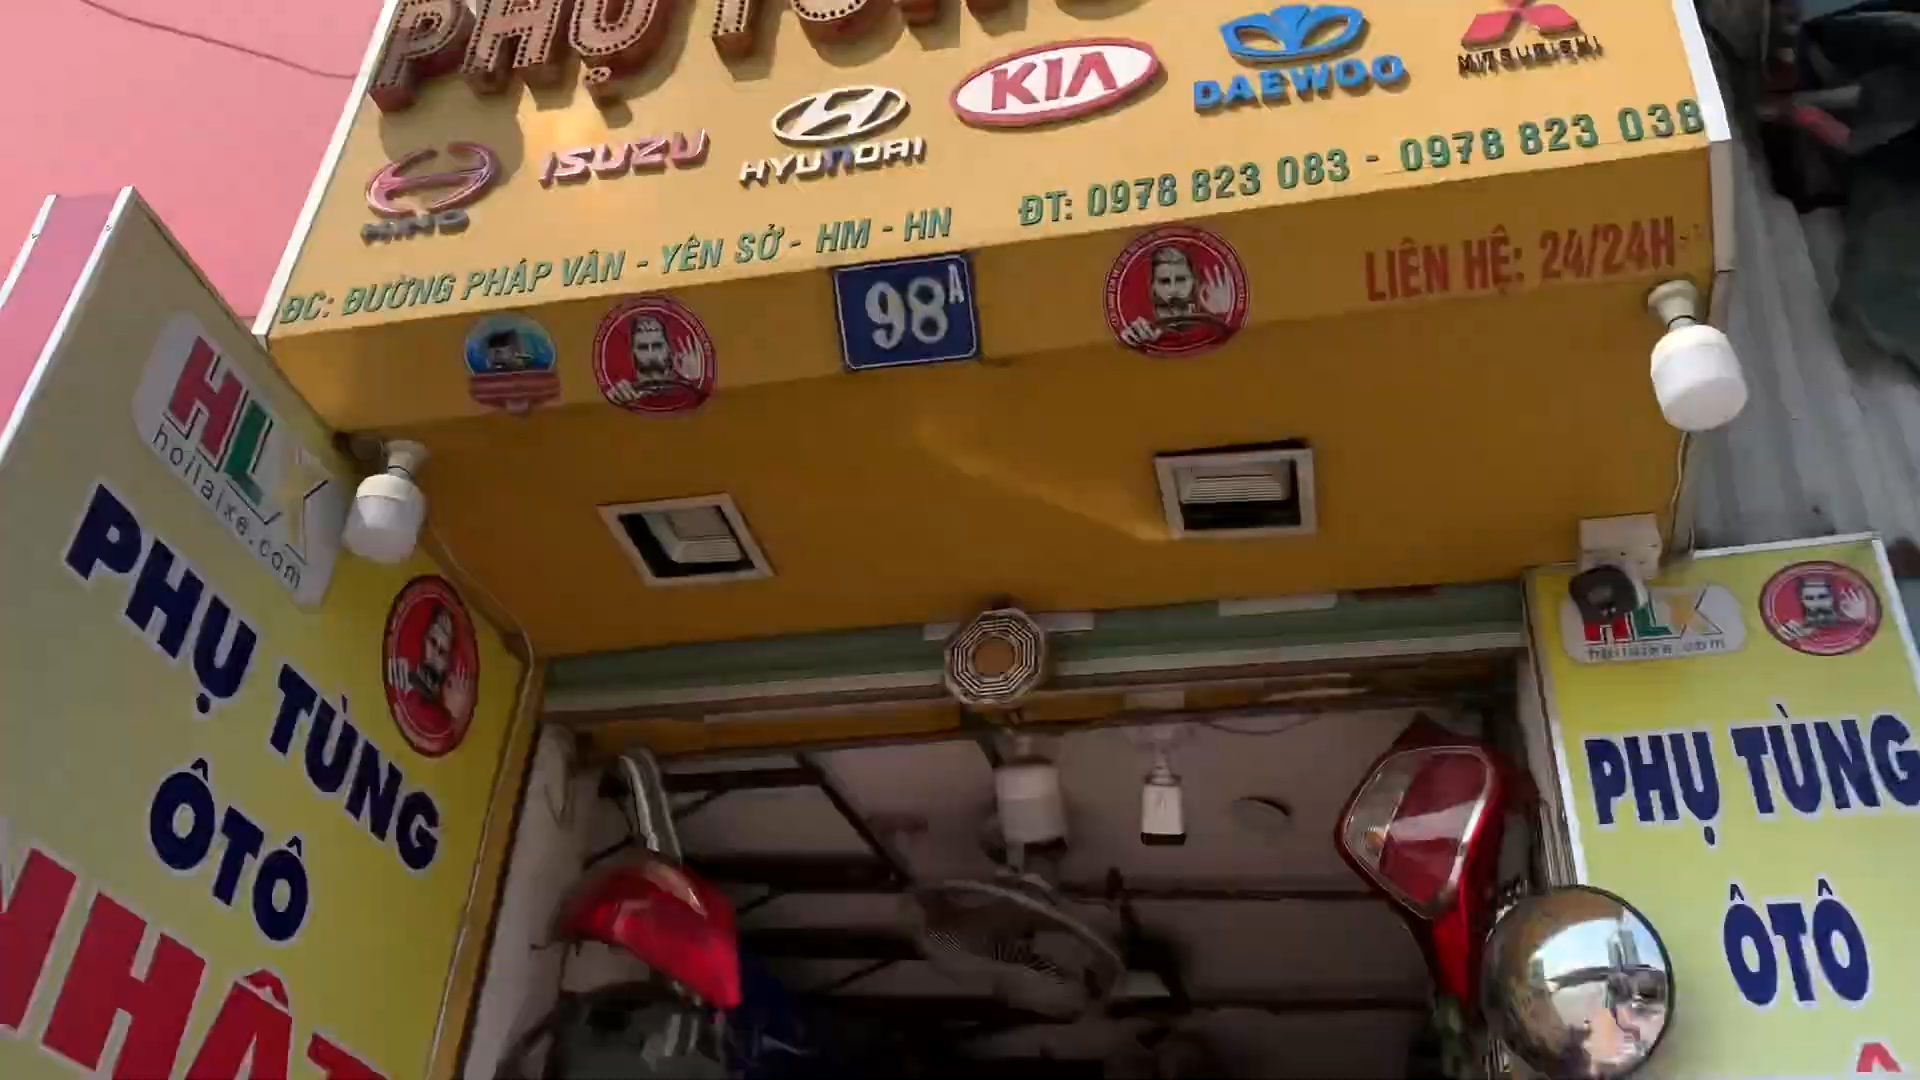 PHỤ TÙNG
HINO
ISUZU
HYUNDAI
KIA
DAEWOO
MITSUBISHI
ĐC: ĐƯỜNG PHÁP VÂN - YÊN SỞ - HM - HN
ĐT: 0978 823 083 - 0978 823 038
98A
LIÊN HỆ: 24/24H
HLX
hoilaixe.com
PHỤ TÙNG
ÔTÔ
HLX
hoilaixe.com
PHỤ TÙNG
ÔTÔ